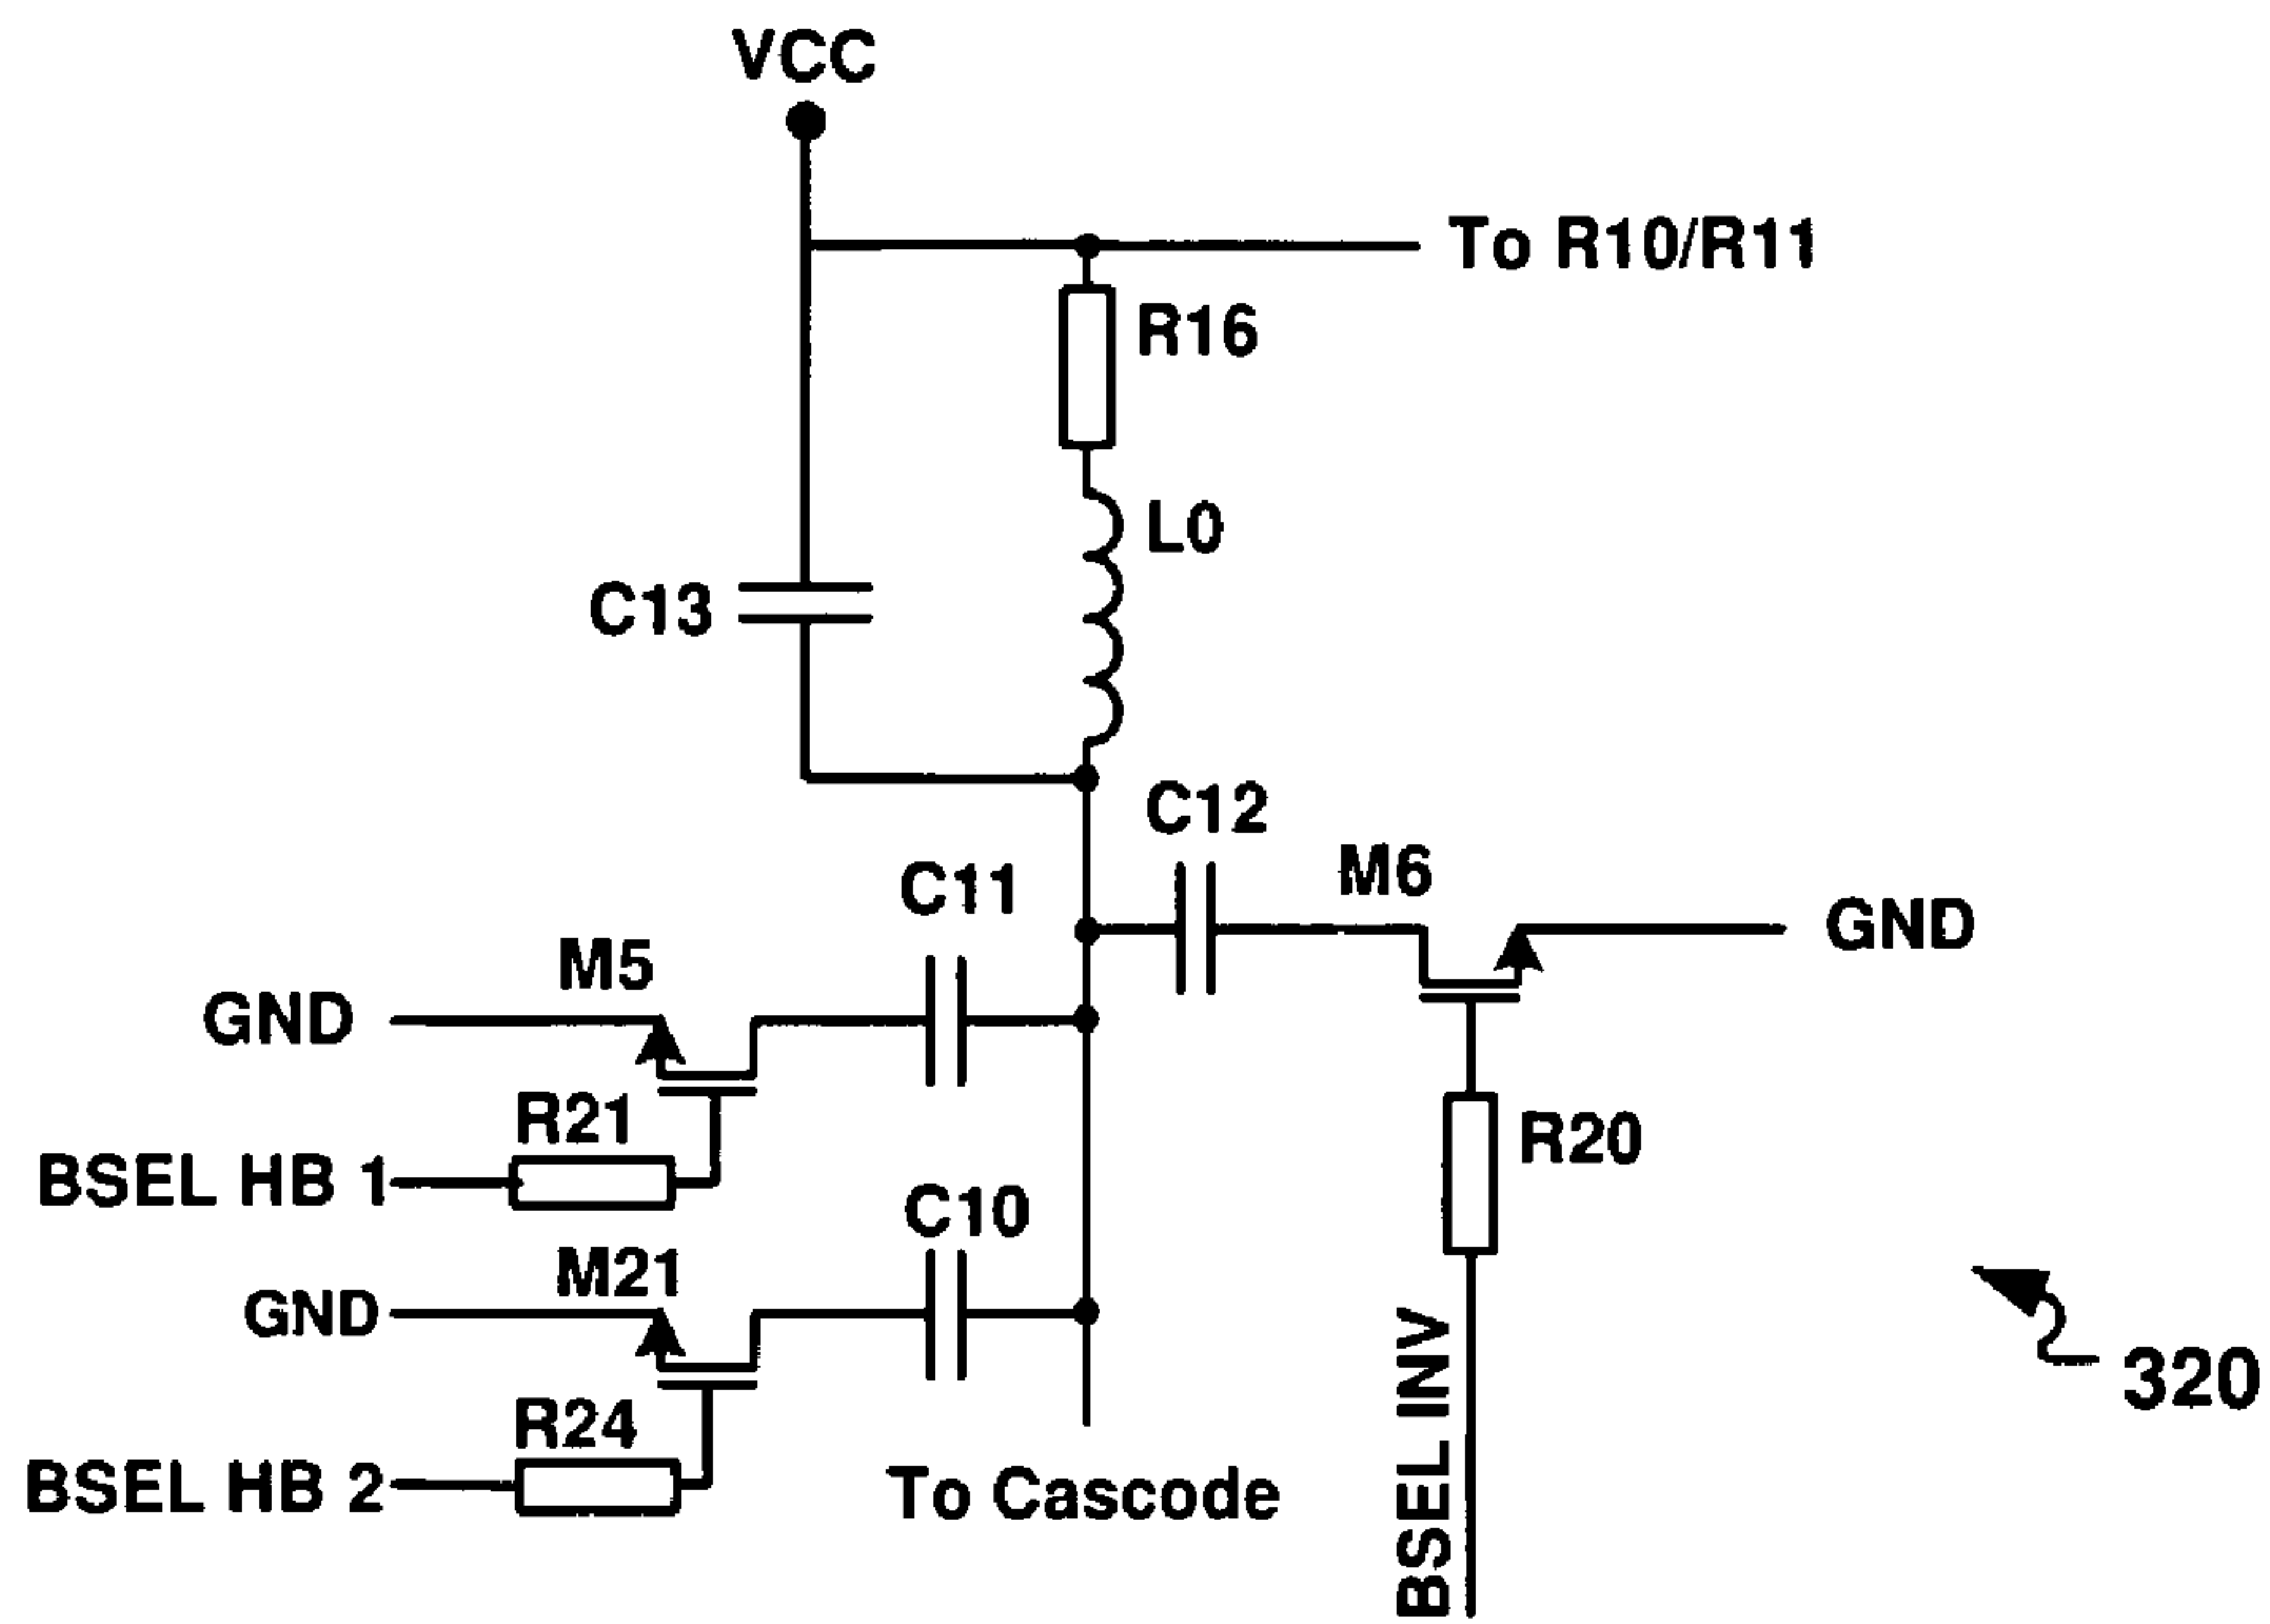 VCC
To R10/R11
R16
L0
C13
C12
C11
M6
GND
M5
GND
R21
R20
BSEL HB 1
C10
M21
GND
BSEL INV
320
R24
BSEL HB 2
To Cascode